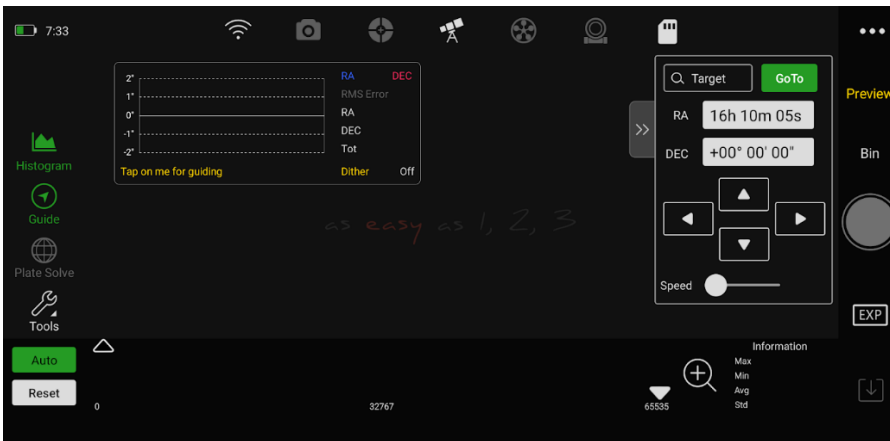 7:33
•••
2"
1"
0"
-1"
-2"
RA DEC
RMS Error
RA
DEC
Tot
Tap on me for guiding
Dither Off
Target GoTo
RA 16h 10m 05s
DEC +00° 00' 00"
Speed
Preview
Bin
EXP
Histogram
Guide
Plate Solve
Tools
as easy as 1, 2, 3
Auto
Reset
0 32767 65535
Information
Max
Min
Avg
Std